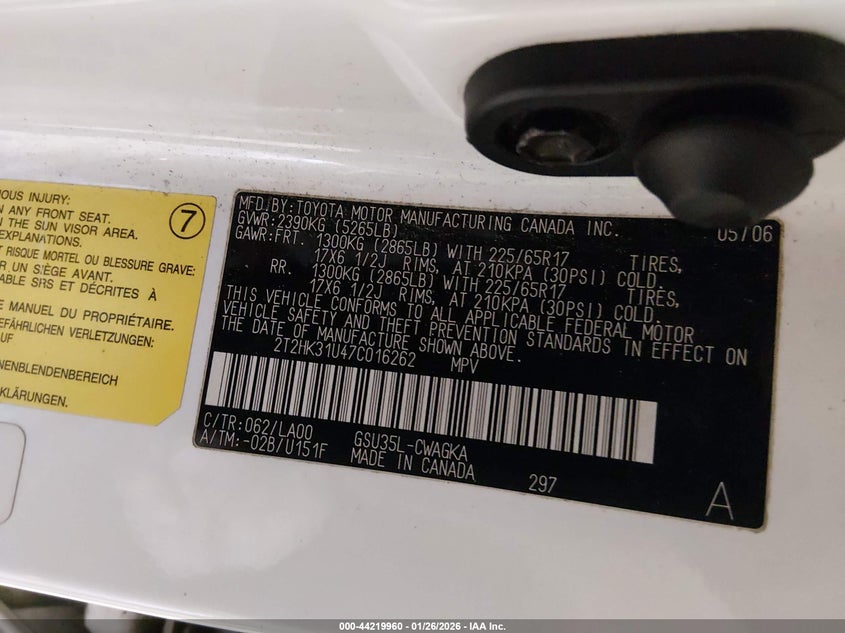 OUS INJURY:
N ANY FRONT SEAT.
THE SUN VISOR AREA.
EXPLANATIONS.
T RISQUE MORTEL OU BLESSURE GRAVE:
UR UN SIÈGE AVANT.
ABLE SRS ET DÉCRITES À
E MANUEL DU PROPRIÉTAIRE.
EFÄHRLICHEN VERLETZUNGEN:
AUF
NENBLENDENBEREICH
KLÄRUNGEN.
7
MFD.BY:TOYOTA MOTOR MANUFACTURING CANADA INC. 05/06
GVWR:2390KG (5265LB)
GAWR:FRT. 1300KG (2865LB) WITH 225/65R17 TIRES,
17X6 1/2J RIMS, AT 210KPA (30PSI) COLD.
RR. 1300KG (2865LB) WITH 225/65R17 TIRES,
17X6 1/2J RIMS, AT 210KPA (30PSI) COLD.
THIS VEHICLE CONFORMS TO ALL APPLICABLE FEDERAL MOTOR
VEHICLE SAFETY AND THEFT PREVENTION STANDARDS IN EFFECT ON
THE DATE OF MANUFACTURE SHOWN ABOVE.
2T2HK31U47C016262 MPV
C/TR:062/LA00 GSU35L-CWAGKA
A/TM:-02B/U151F MADE IN CANADA
297
A
000-44219960 - 01/26/2026 - IAA Inc.